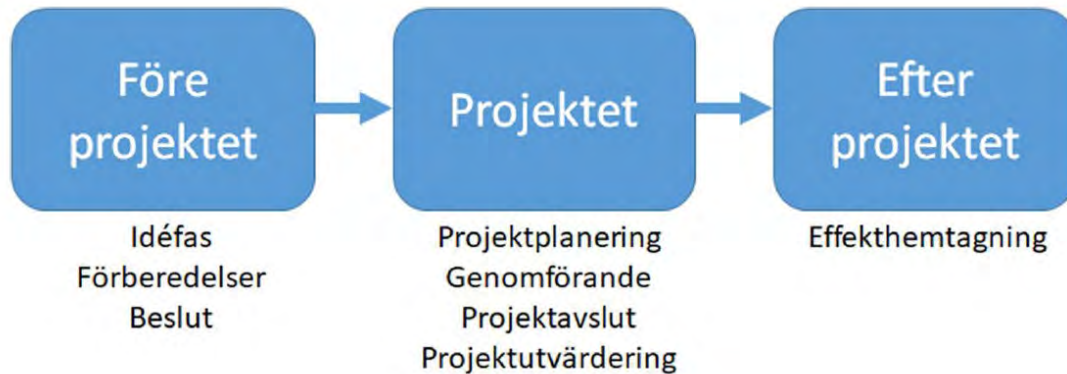 Före
projektet
Idéfas
Förberedelser
Beslut
Projektet
Projektplanering
Genomförande
Projektavslut
Projektutvärdering
Efter
projektet
Effekthemtagning